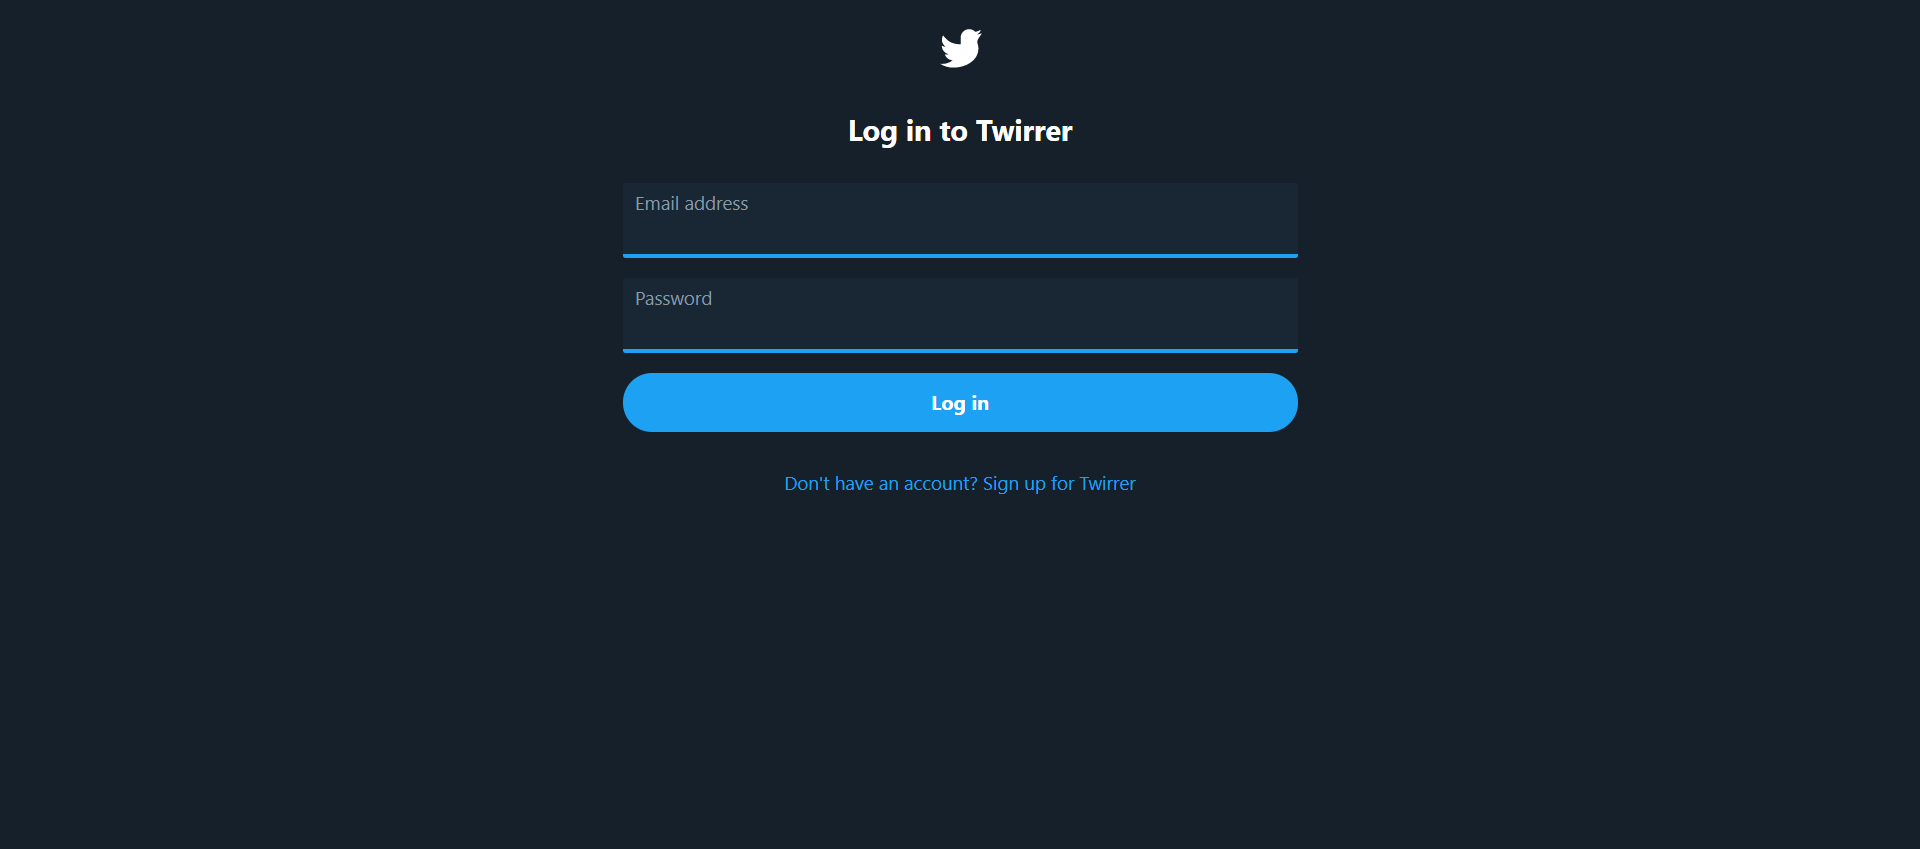 Log in to Twirrer
Email address
Password
Log in
Don't have an account? Sign up for Twirrer